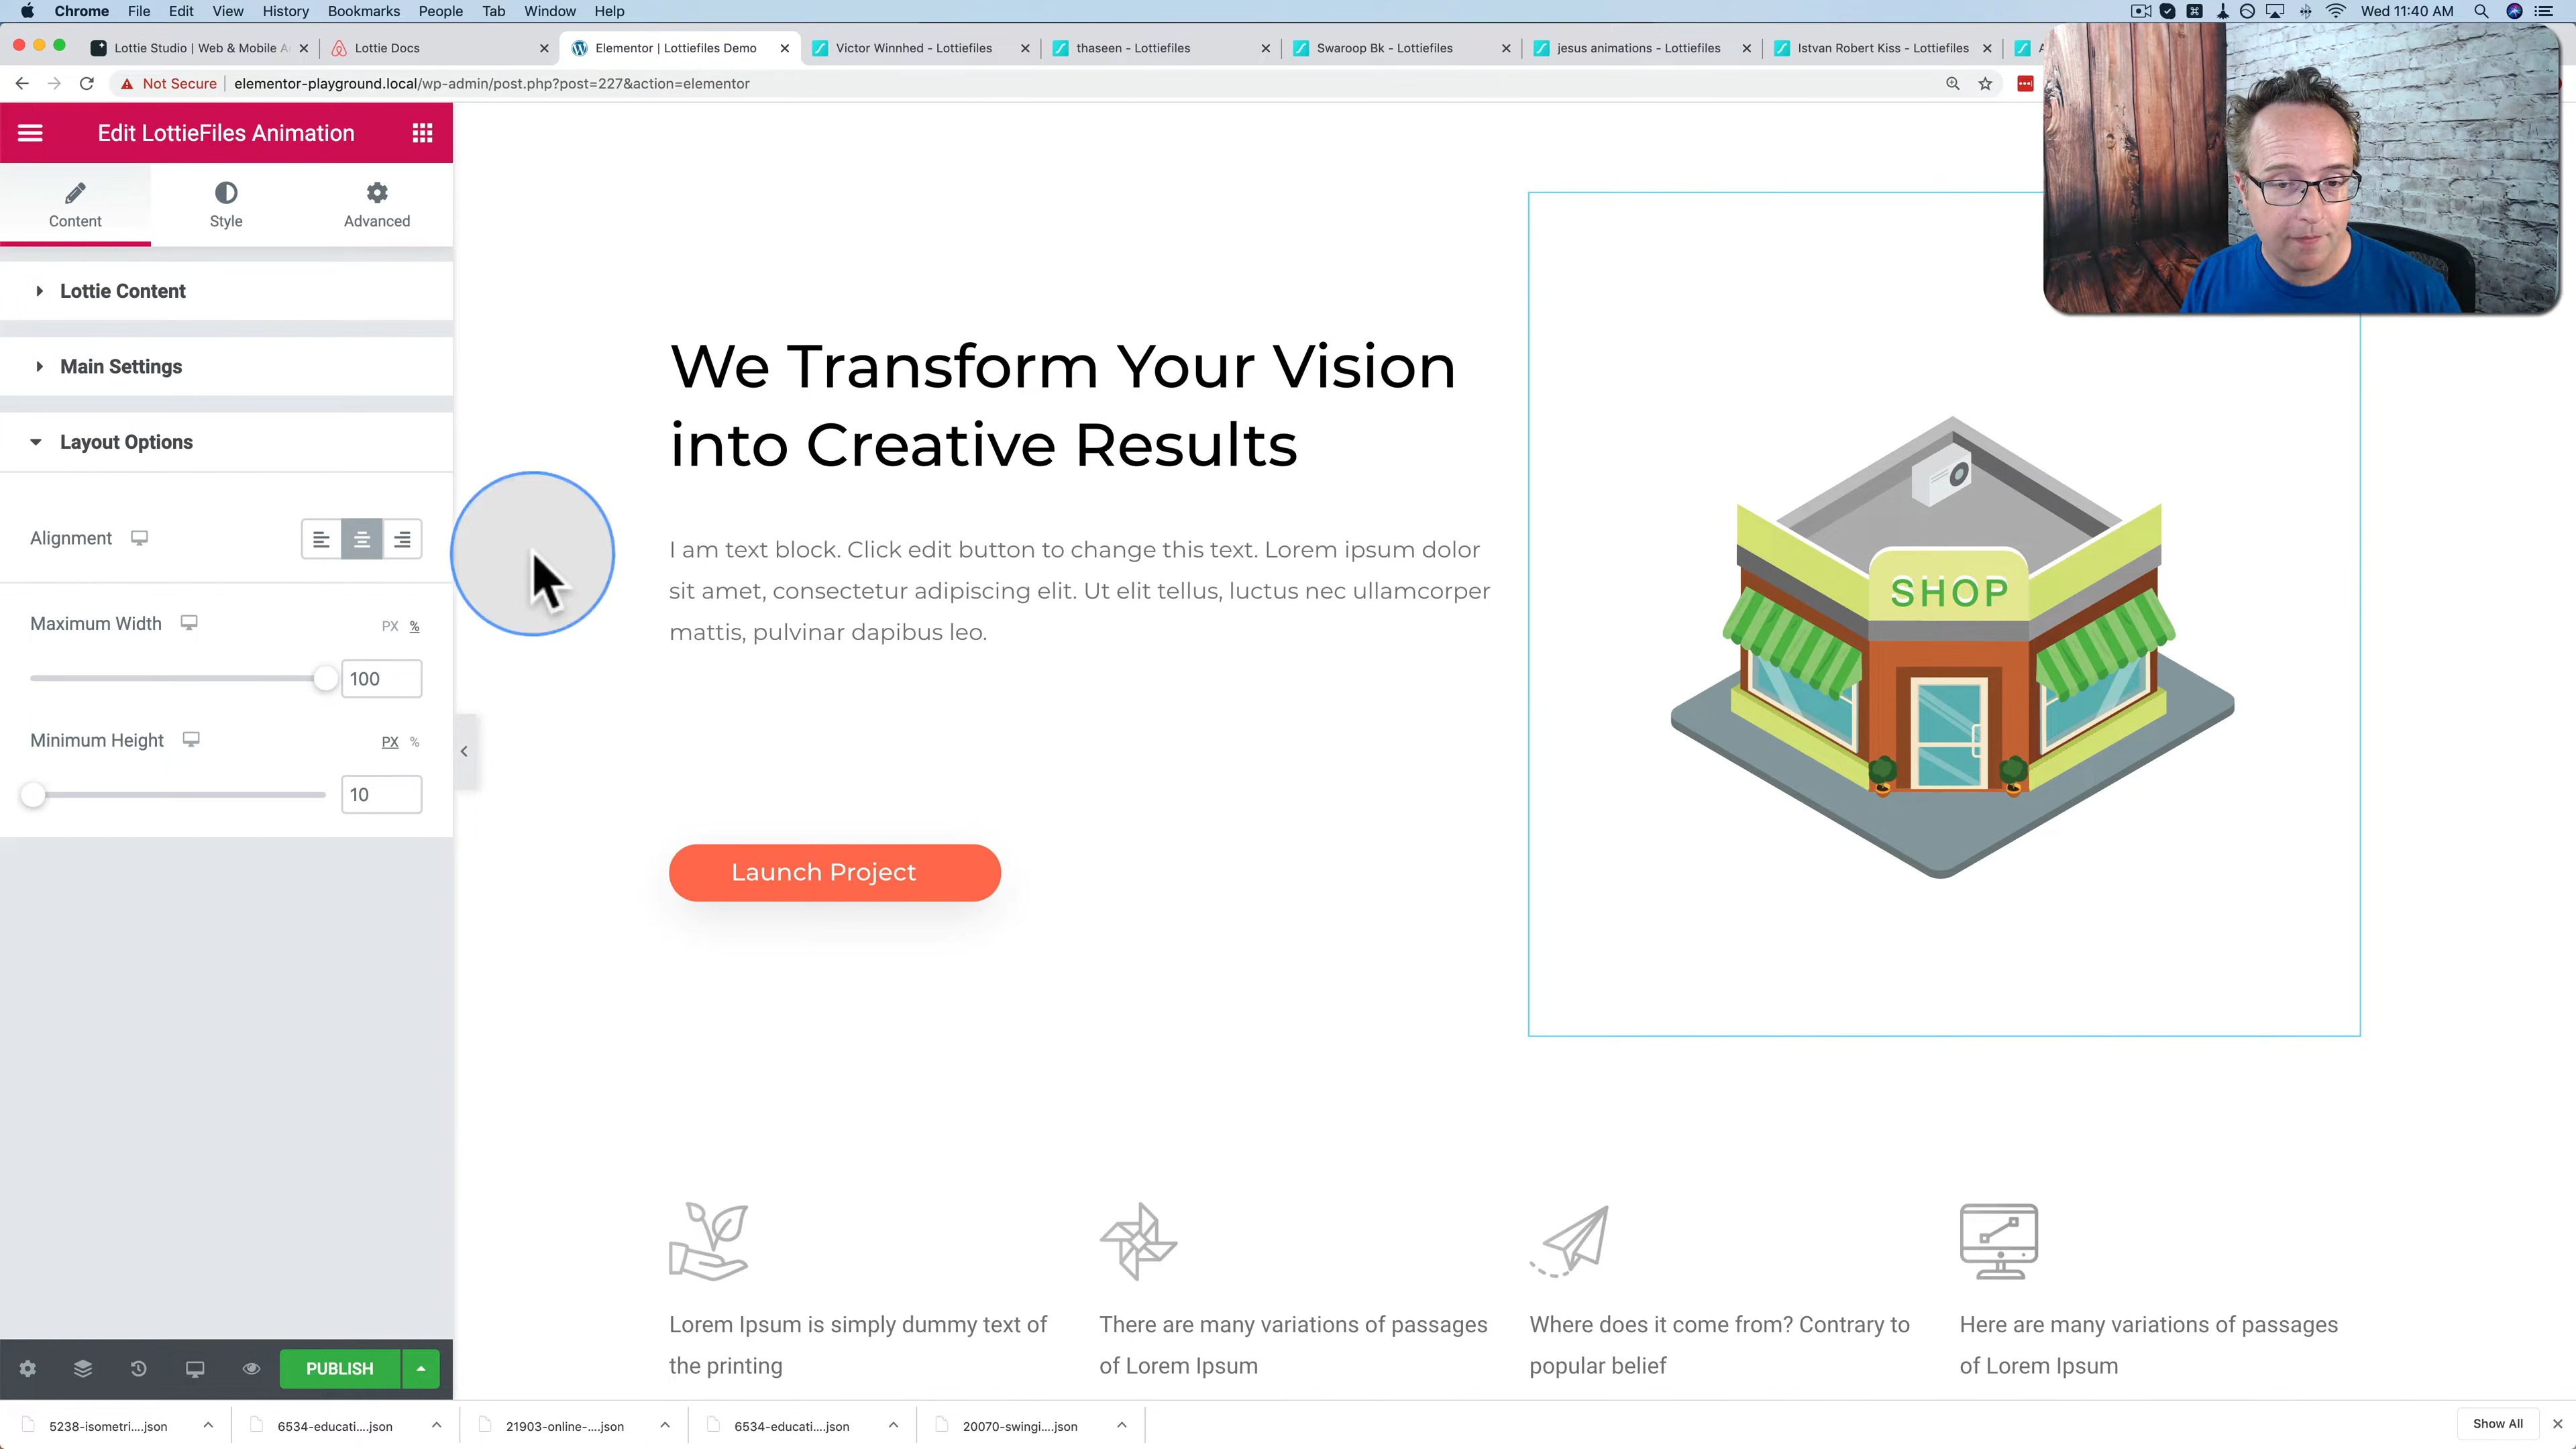 Chrome File Edit View History Bookmarks People Tab Window Help Wed 11:40 AM
Lottie Studio | Web & Mobile A Lottie Docs Elementor | Lottiefiles Demo Victor Winnhed - Lottiefiles thaseen - Lottiefiles Swaroop Bk - Lottiefiles jesus animations - Lottiefiles Istvan Robert Kiss - Lottiefiles
Not Secure elementor-playground.local/wp-admin/post.php?post=227&action=elementor
Edit LottieFiles Animation
Content Style Advanced
Lottie Content
Main Settings
Layout Options
Alignment
Maximum Width PX %
100
Minimum Height PX %
10
PUBLISH
We Transform Your Vision
into Creative Results
I am text block. Click edit button to change this text. Lorem ipsum dolor
sit amet, consectetur adipiscing elit. Ut elit tellus, luctus nec ullamcorper
mattis, pulvinar dapibus leo.
Launch Project
SHOP
Lorem Ipsum is simply dummy text of
the printing
There are many variations of passages
of Lorem Ipsum
Where does it come from? Contrary to
popular belief
Here are many variations of passages
of Lorem Ipsum
5238-isometri....json 6534-educati....json 21903-online-....json 6534-educati....json 20070-swingi....json Show All